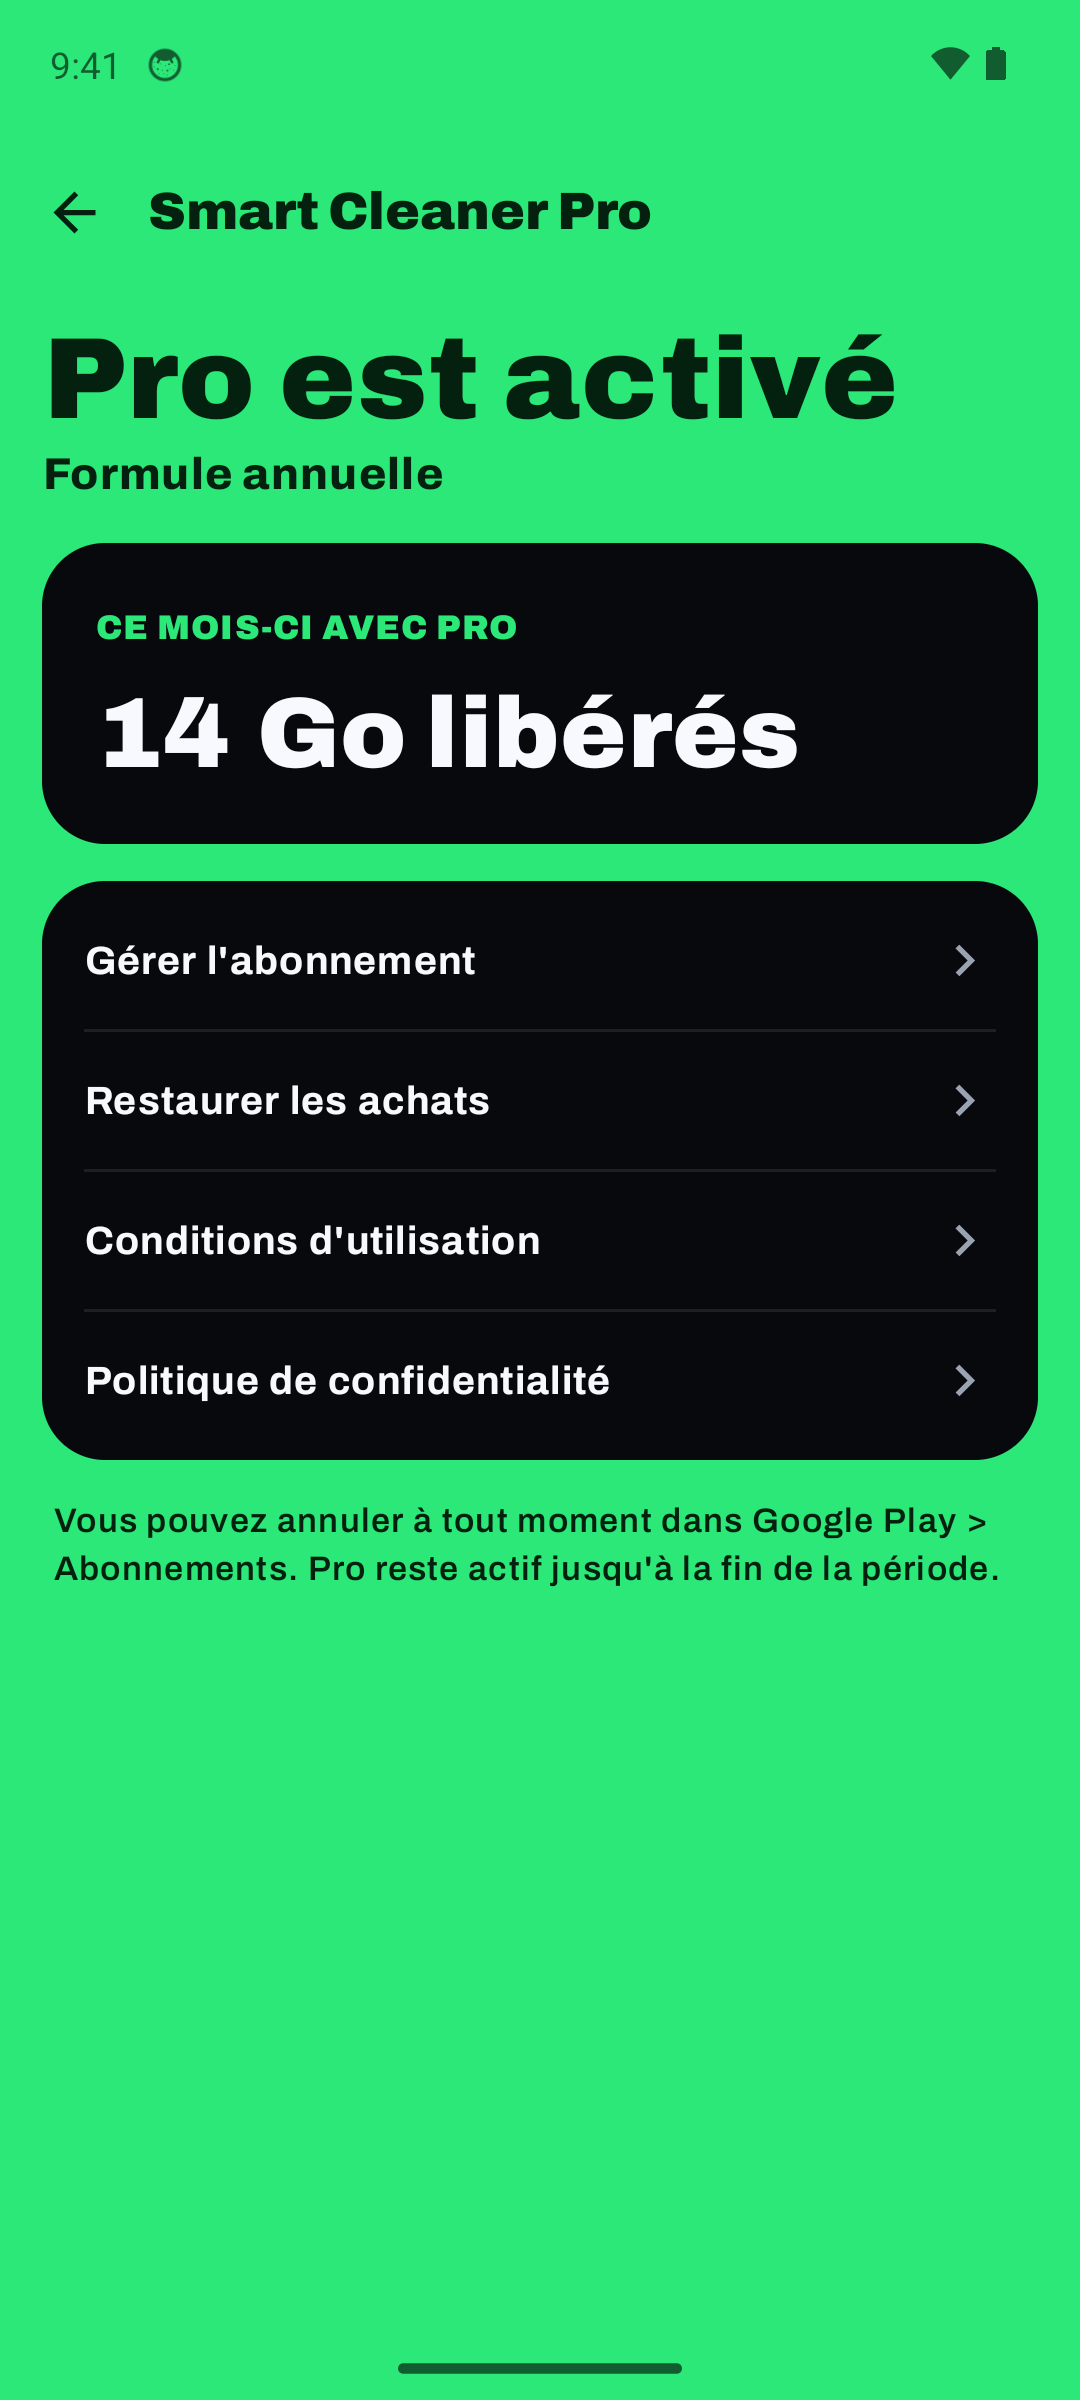 9:41
Smart Cleaner Pro
Pro est activé
Formule annuelle
CE MOIS-CI AVEC PRO
14 Go libérés
Gérer l'abonnement
Restaurer les achats
Conditions d'utilisation
Politique de confidentialité
Vous pouvez annuler à tout moment dans Google Play >
Abonnements. Pro reste actif jusqu'à la fin de la période.